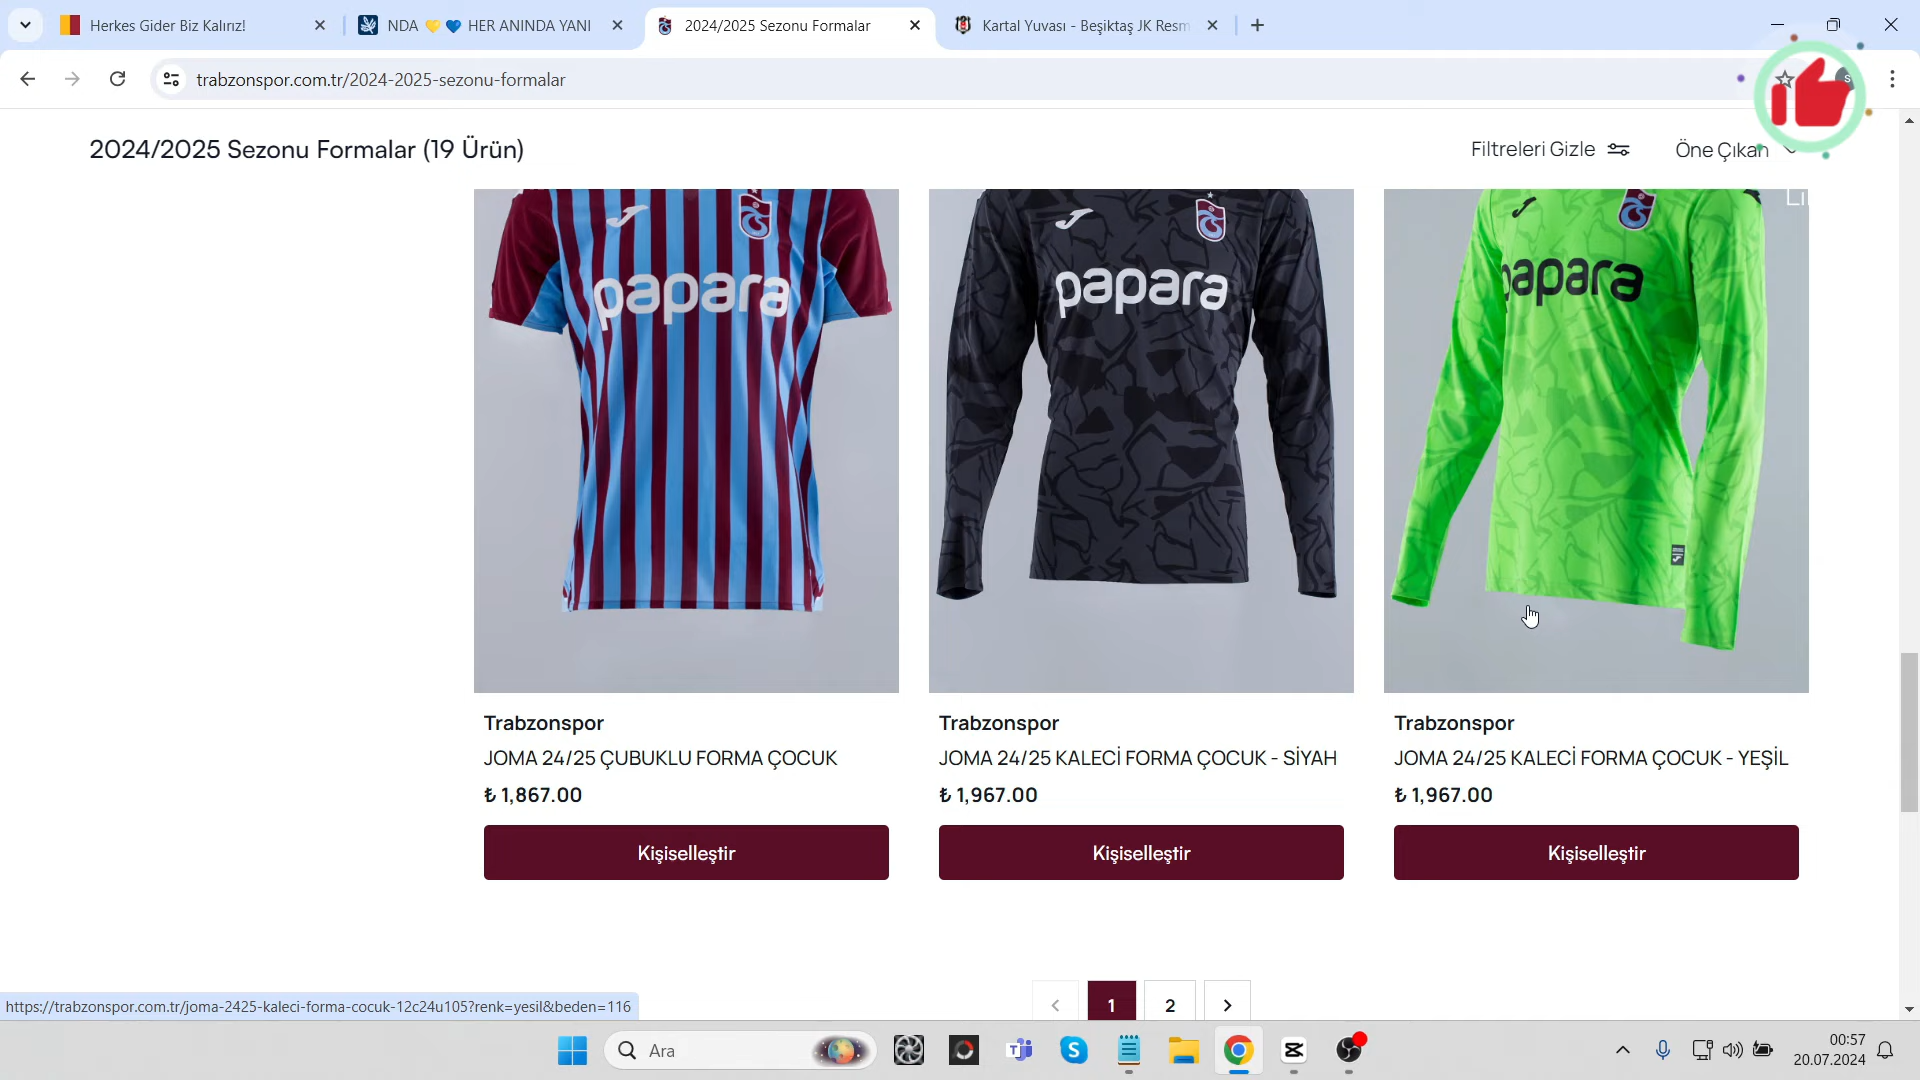 Herkes Gider Biz Kalırız!
NDA 💛 💙 HER ANINDA YANI
2024/2025 Sezonu Formalar
Kartal Yuvası - Beşiktaş JK Resm
trabzonspor.com.tr/2024-2025-sezonu-formalar
2024/2025 Sezonu Formalar (19 Ürün)
Filtreleri Gizle
Öne Çıkan
papara
papara
papara
Trabzonspor
JOMA 24/25 ÇUBUKLU FORMA ÇOCUK
₺ 1,867.00
Kişiselleştir
Trabzonspor
JOMA 24/25 KALECİ FORMA ÇOCUK - SİYAH
₺ 1,967.00
Kişiselleştir
Trabzonspor
JOMA 24/25 KALECİ FORMA ÇOCUK - YEŞİL
₺ 1,967.00
Kişiselleştir
< 1 2 >
https://trabzonspor.com.tr/joma-2425-kaleci-forma-cocuk-12c24u105?renk=yesil&beden=116
Ara
00:57
20.07.2024